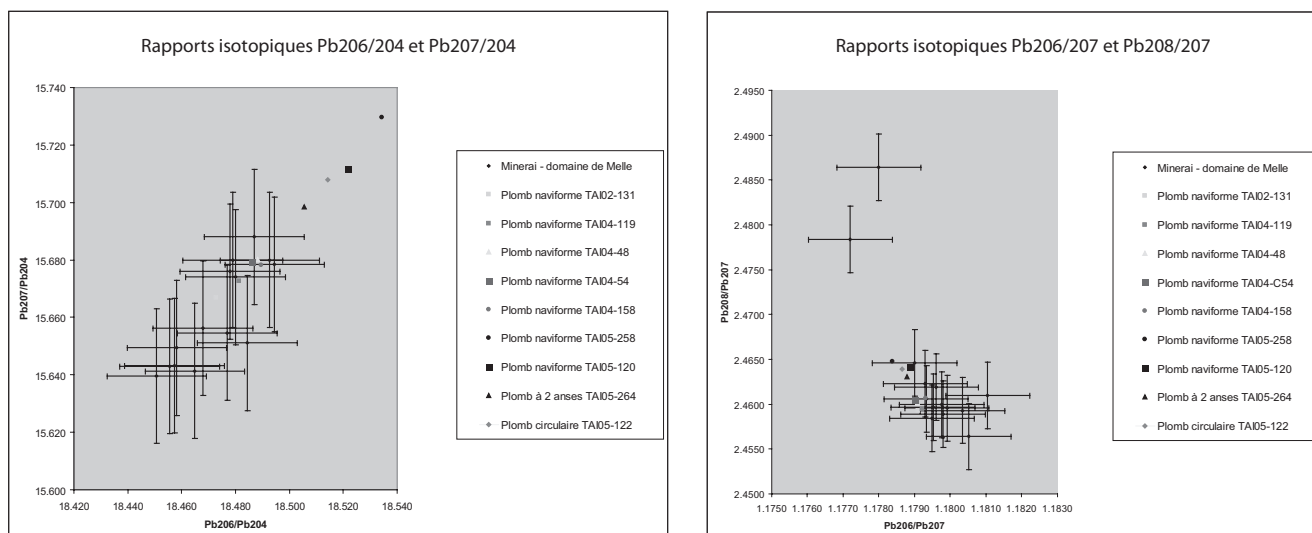 Rapports isotopiques Pb206/204 et Pb207/204
15.740
15.720
15.700
15.680
15.660
15.640
15.620
15.600
Pb207/Pb204
18.420 18.440 18.460 18.480 18.500 18.520 18.540
Pb206/Pb204
Minerai - domaine de Melle
Plomb naviforme TAI02-131
Plomb naviforme TAI04-119
Plomb naviforme TAI04-48
Plomb naviforme TAI04-54
Plomb naviforme TAI04-158
Plomb naviforme TAI05-258
Plomb naviforme TAI05-120
Plomb à 2 anses TAI05-264
Plomb circulaire TAI05-122
Rapports isotopiques Pb206/207 et Pb208/207
2.4950
2.4900
2.4850
2.4800
2.4750
2.4700
2.4650
2.4600
2.4550
2.4500
Pb208/Pb207
1.1750 1.1760 1.1770 1.1780 1.1790 1.1800 1.1810 1.1820 1.1830
Pb206/Pb207
Minerai - domaine de Melle
Plomb naviforme TAI02-131
Plomb naviforme TAI04-119
Plomb naviforme TAI04-48
Plomb naviforme TAI04-C54
Plomb naviforme TAI04-158
Plomb naviforme TAI05-258
Plomb naviforme TAI05-120
Plomb à 2 anses TAI05-264
Plomb circulaire TAI05-122